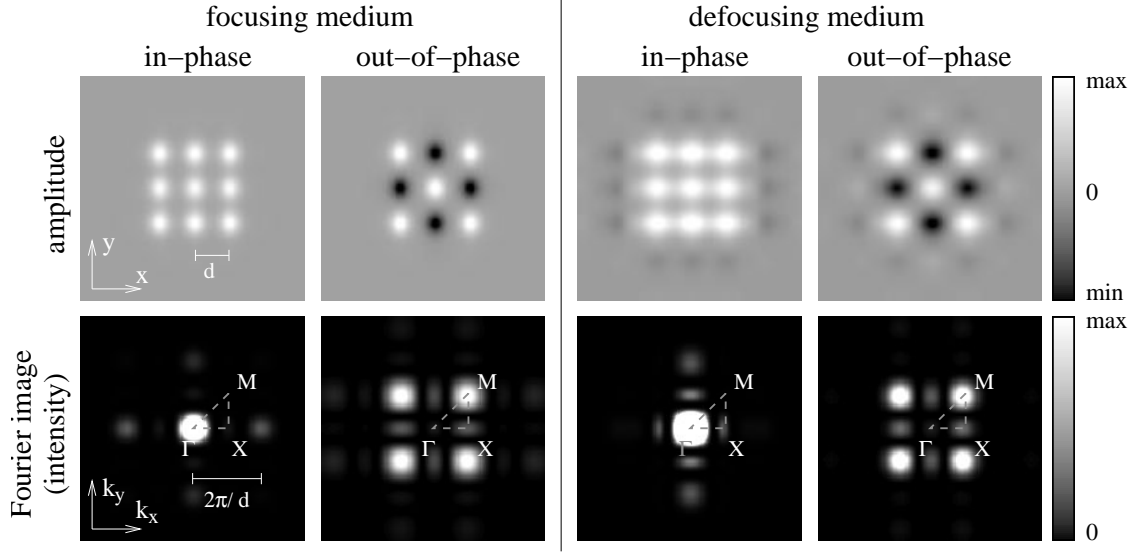 focusing medium
defocusing medium
in−phase
out−of−phase
in−phase
out−of−phase
amplitude
y
x
d
max
0
min
Fourier image
(intensity)
M
Γ
X
2π/ d
k_y
k_x
M
Γ
X
M
Γ
X
M
Γ
X
max
0